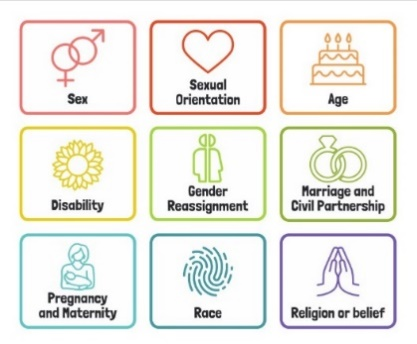 Sex
Sexual
Orientation
Age
Disability
Gender
Reassignment
Marriage and
Civil Partnership
Pregnancy
and Maternity
Race
Religion or belief